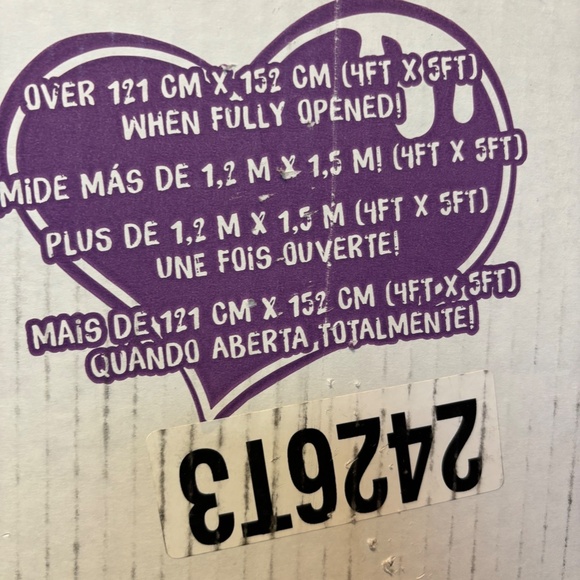 OVER 121 CM X 152 CM (4FT X 5FT)
WHEN FULLY OPENED!
MIDE MÁS DE 1,2 M X 1,5 M! (4FT X 5FT)
PLUS DE 1,2 M X 1,5 M (4FT X 5FT)
UNE FOIS OUVERTE!
MAIS DE 121 CM X 152 CM (4FT X 5FT)
QUANDO ABERTA TOTALMENTE!
2426T3